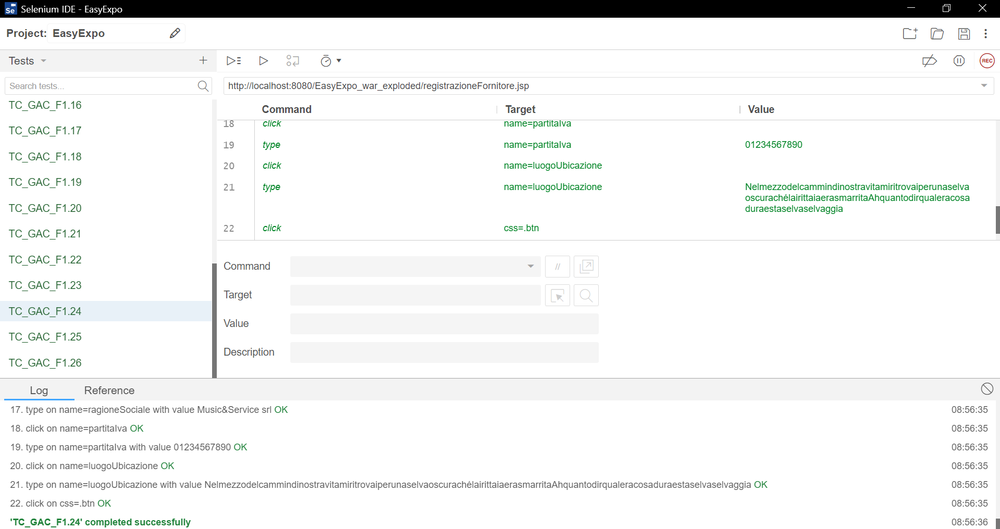 Selenium IDE - EasyExpo
Project: EasyExpo
Tests
REC
Search tests...
http://localhost:8080/EasyExpo_war_exploded/registrazioneFornitore.jsp
TC_GAC_F1.16
TC_GAC_F1.17
TC_GAC_F1.18
TC_GAC_F1.19
TC_GAC_F1.20
TC_GAC_F1.21
TC_GAC_F1.22
TC_GAC_F1.23
TC_GAC_F1.24
TC_GAC_F1.25
TC_GAC_F1.26
Command Target Value
18 click name=partitaIva
19 type name=partitaIva 01234567890
20 click name=luogoUbicazione
21 type name=luogoUbicazione Nelmezzodelcammindinostravitamiritrovaiperunaselva
oscurachélairittaiaerasmarritaAhquantodirqualeracosa
duraestaselvaselvaggia
22 click css=.btn
Command //
Target
Value
Description
Log Reference
17. type on name=ragioneSociale with value Music&Service srl OK 08:56:35
18. click on name=partitaIva OK 08:56:35
19. type on name=partitaIva with value 01234567890 OK 08:56:35
20. click on name=luogoUbicazione OK 08:56:35
21. type on name=luogoUbicazione with value NelmezzodelcammindinostravitamiritrovaiperunaselvaoscurachélairittaiaerasmarritaAhquantodirqualeracosaduraestaselvaselvaggia OK 08:56:35
22. click on css=.btn OK 08:56:35
'TC_GAC_F1.24' completed successfully 08:56:36